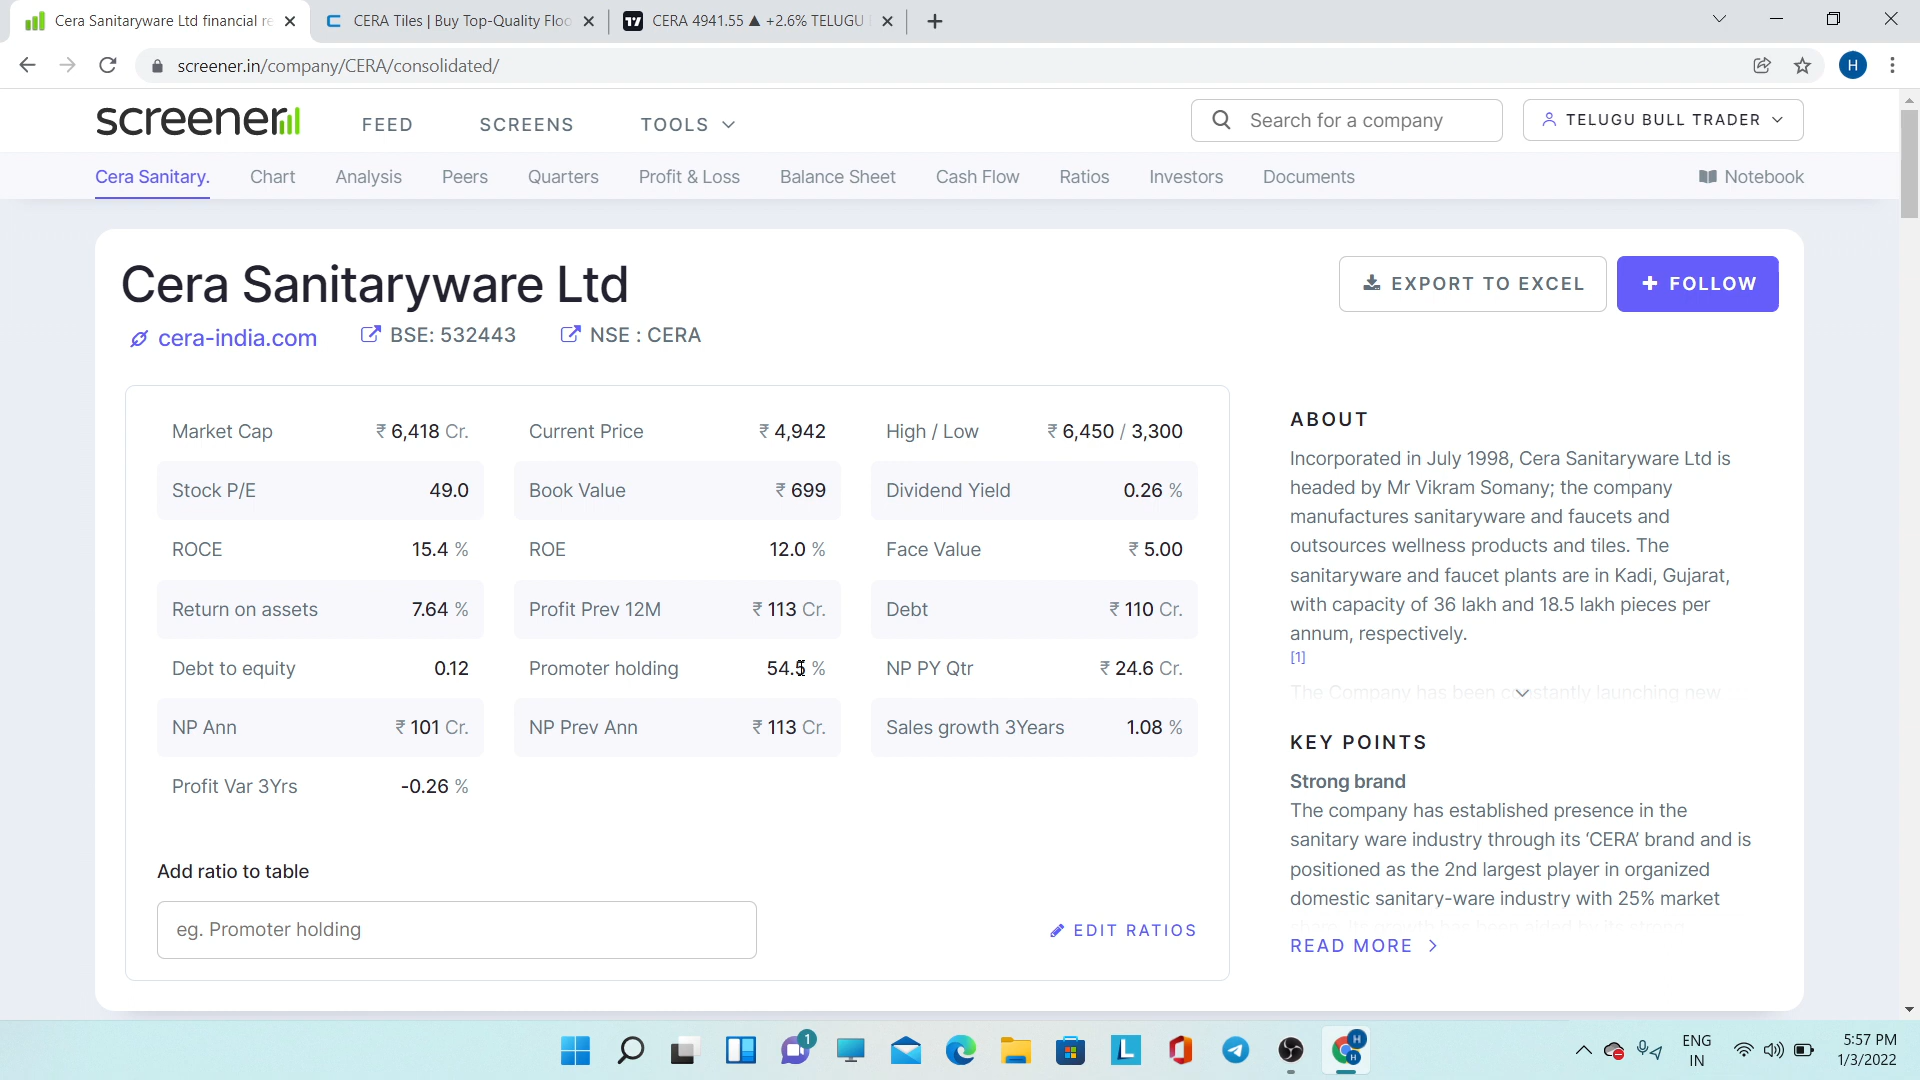 Cera Sanitaryware Ltd financial re
CERA Tiles | Buy Top-Quality Floo
CERA 4941.55 ▲ +2.6% TELUGU
screener.in/company/CERA/consolidated/
H
screener
FEED
SCREENS
TOOLS
Search for a company
TELUGU BULL TRADER
Cera Sanitary.
Chart
Analysis
Peers
Quarters
Profit & Loss
Balance Sheet
Cash Flow
Ratios
Investors
Documents
Notebook
Cera Sanitaryware Ltd
EXPORT TO EXCEL
+ FOLLOW
cera-india.com
BSE: 532443
NSE : CERA
Market Cap ₹ 6,418 Cr.
Current Price ₹ 4,942
High / Low ₹ 6,450 / 3,300
Stock P/E 49.0
Book Value ₹ 699
Dividend Yield 0.26 %
ROCE 15.4 %
ROE 12.0 %
Face Value ₹ 5.00
Return on assets 7.64 %
Profit Prev 12M ₹ 113 Cr.
Debt ₹ 110 Cr.
Debt to equity 0.12
Promoter holding 54.5 %
NP PY Qtr ₹ 24.6 Cr.
NP Ann ₹ 101 Cr.
NP Prev Ann ₹ 113 Cr.
Sales growth 3Years 1.08 %
Profit Var 3Yrs -0.26 %
Add ratio to table
eg. Promoter holding
EDIT RATIOS
ABOUT
Incorporated in July 1998, Cera Sanitaryware Ltd is
headed by Mr Vikram Somany; the company
manufactures sanitaryware and faucets and
outsources wellness products and tiles. The
sanitaryware and faucet plants are in Kadi, Gujarat,
with capacity of 36 lakh and 18.5 lakh pieces per
annum, respectively.
[1]
The Company has been constantly launching new
KEY POINTS
Strong brand
The company has established presence in the
sanitary ware industry through its ‘CERA’ brand and is
positioned as the 2nd largest player in organized
domestic sanitary-ware industry with 25% market
READ MORE
1
H
H
ENG
IN
5:57 PM
1/3/2022